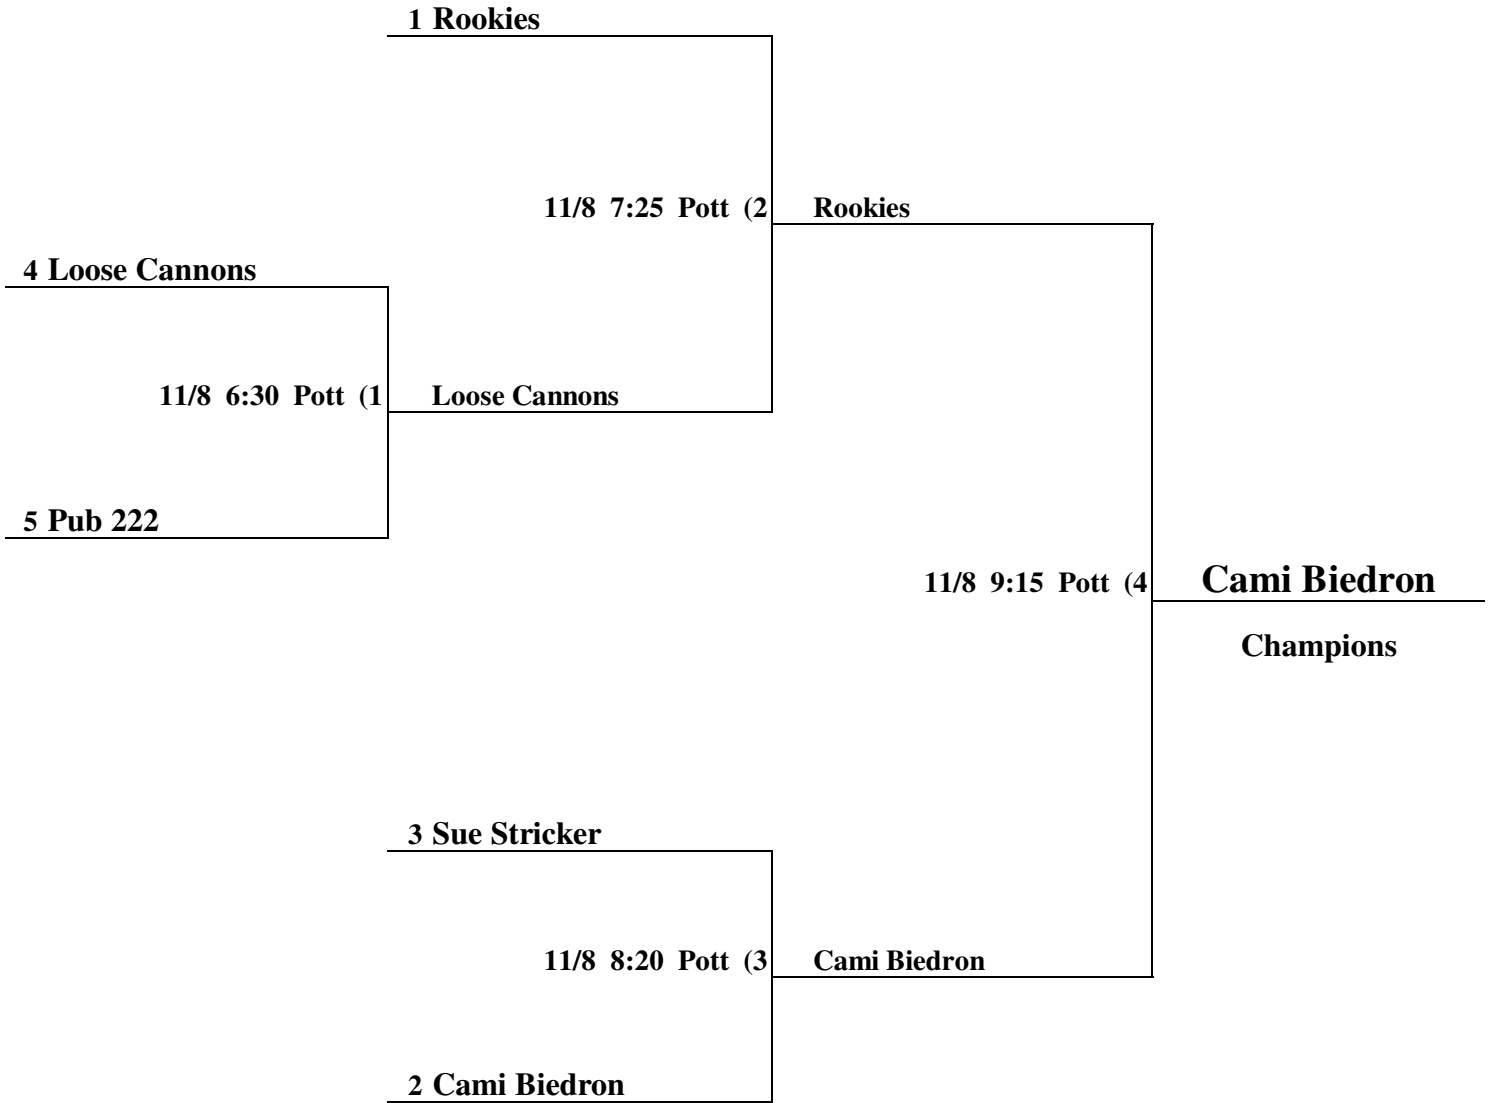 1 Rookies
11/8 7:25 Pott (2
Rookies
4 Loose Cannons
11/8 6:30 Pott (1
Loose Cannons
5 Pub 222
11/8 9:15 Pott (4
Cami Biedron
Champions
3 Sue Stricker
11/8 8:20 Pott (3
Cami Biedron
2 Cami Biedron